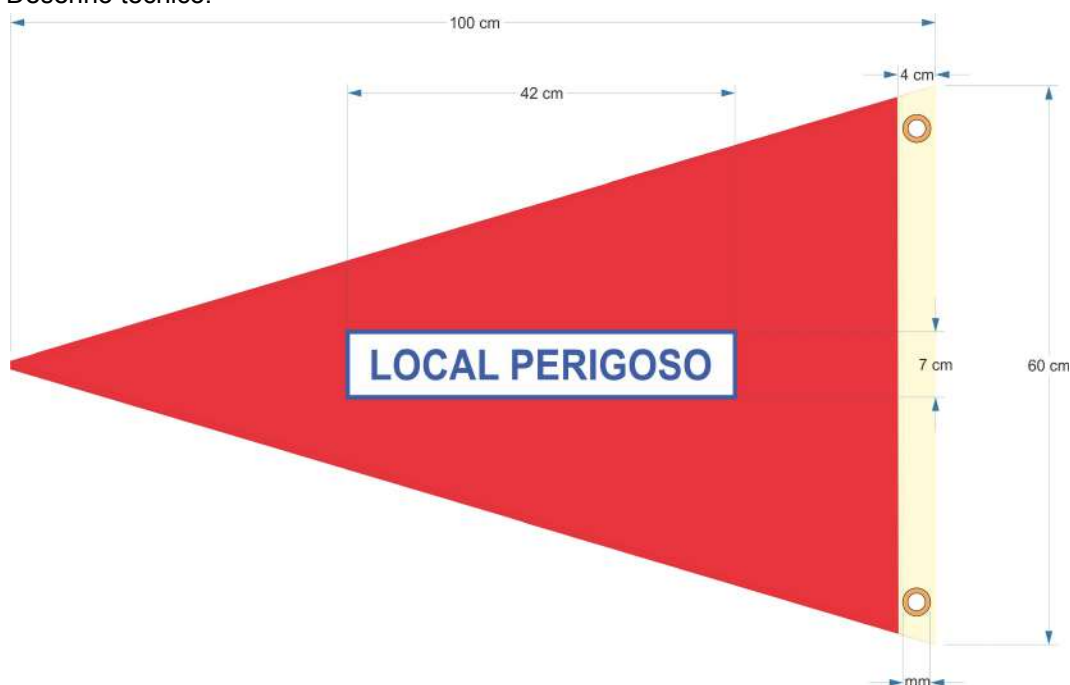 Desenho técnico:
100 cm
4 cm
42 cm
LOCAL PERIGOSO
7 cm
60 cm
mm